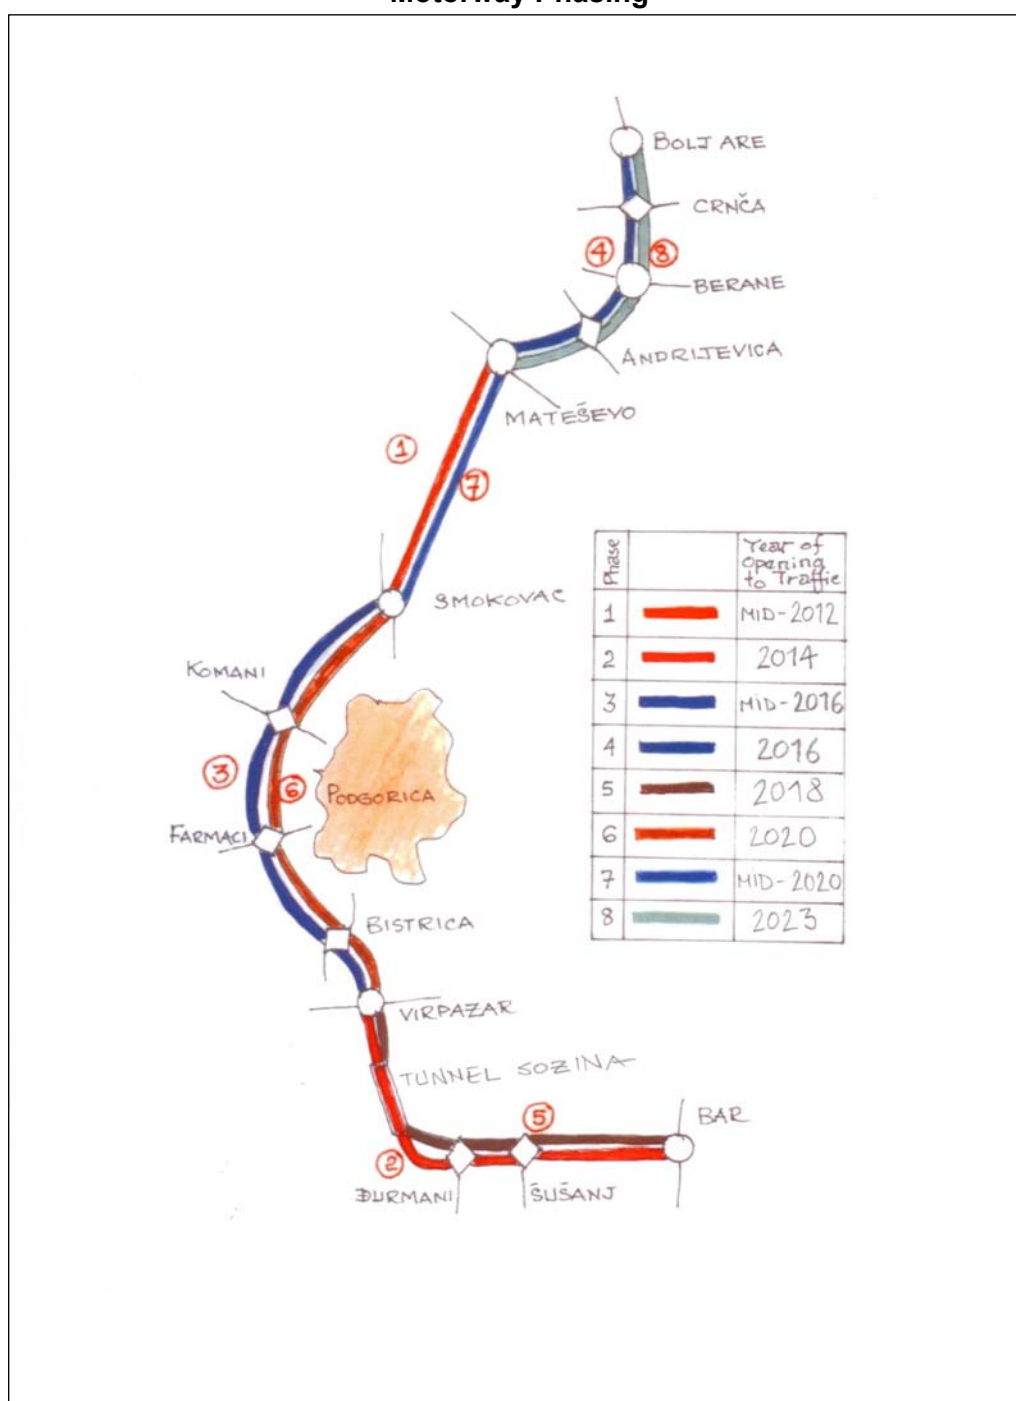 Motorway Phasing
BOLJARE
CRNČA
4
8
BERANE
ANDRIJEVICA
MATEŠEVO
1
7
SMOKOVAC
KOMANI
3
6
PODGORICA
FARMACI
BISTRICA
VIRPAZAR
TUNNEL SOZINA
5
BAR
2
ĐURMANI
ŠUŠANJ
Phase
Year of
opening
to Traffic
1 MID-2012
2 2014
3 MID-2016
4 2016
5 2018
6 2020
7 MID-2020
8 2023